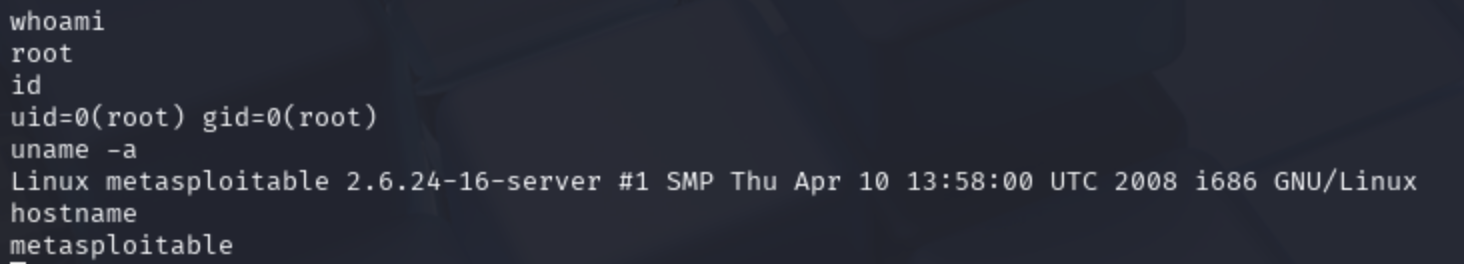 whoami
root
id
uid=0(root) gid=0(root)
uname -a
Linux metasploitable 2.6.24-16-server #1 SMP Thu Apr 10 13:58:00 UTC 2008 i686 GNU/Linux
hostname
metasploitable